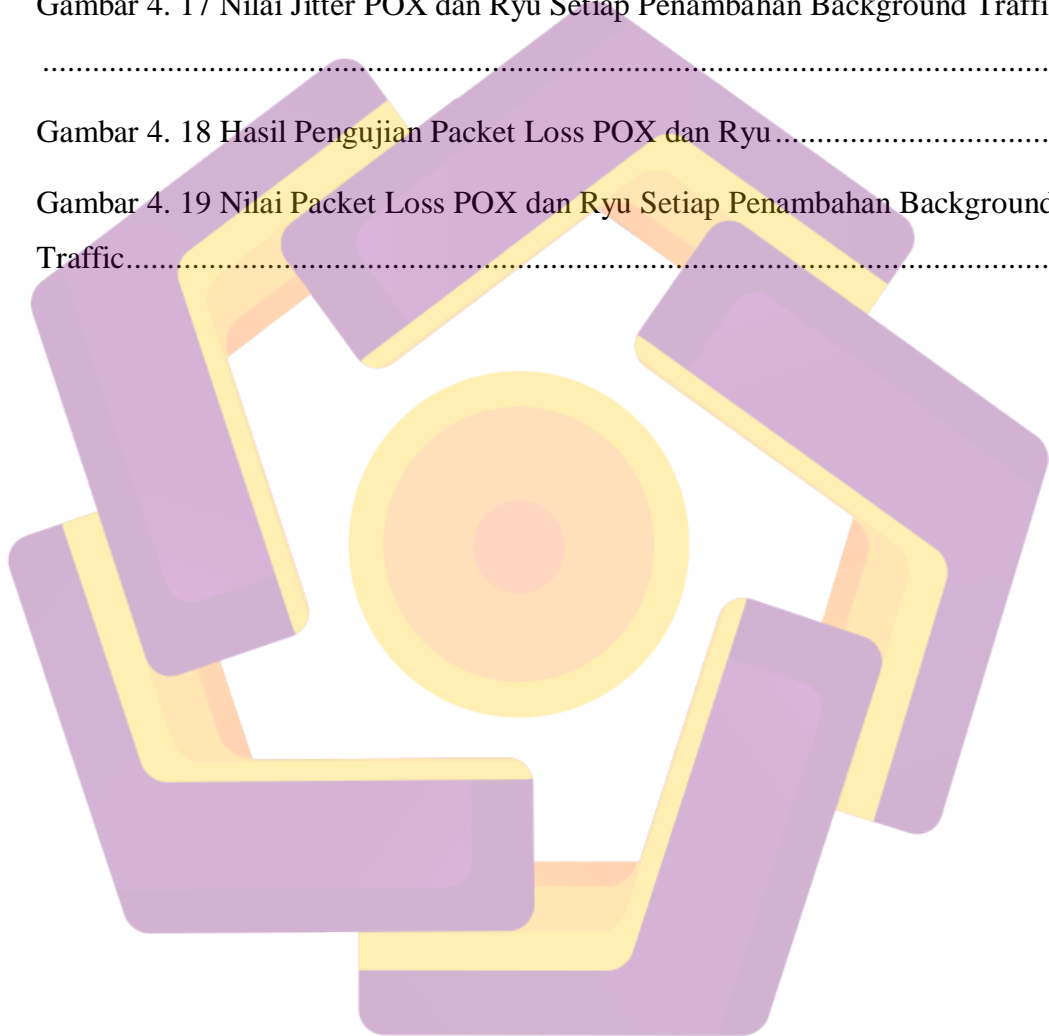 Gambar 4. 17 Nilai Jitter POX dan Ryu Setiap Penambahan Background Traffi
....................................................................................................................
Gambar 4. 18 Hasil Pengujian Packet Loss POX dan Ryu.................................
Gambar 4. 19 Nilai Packet Loss POX dan Ryu Setiap Penambahan Background
Traffic...............................................................................................................